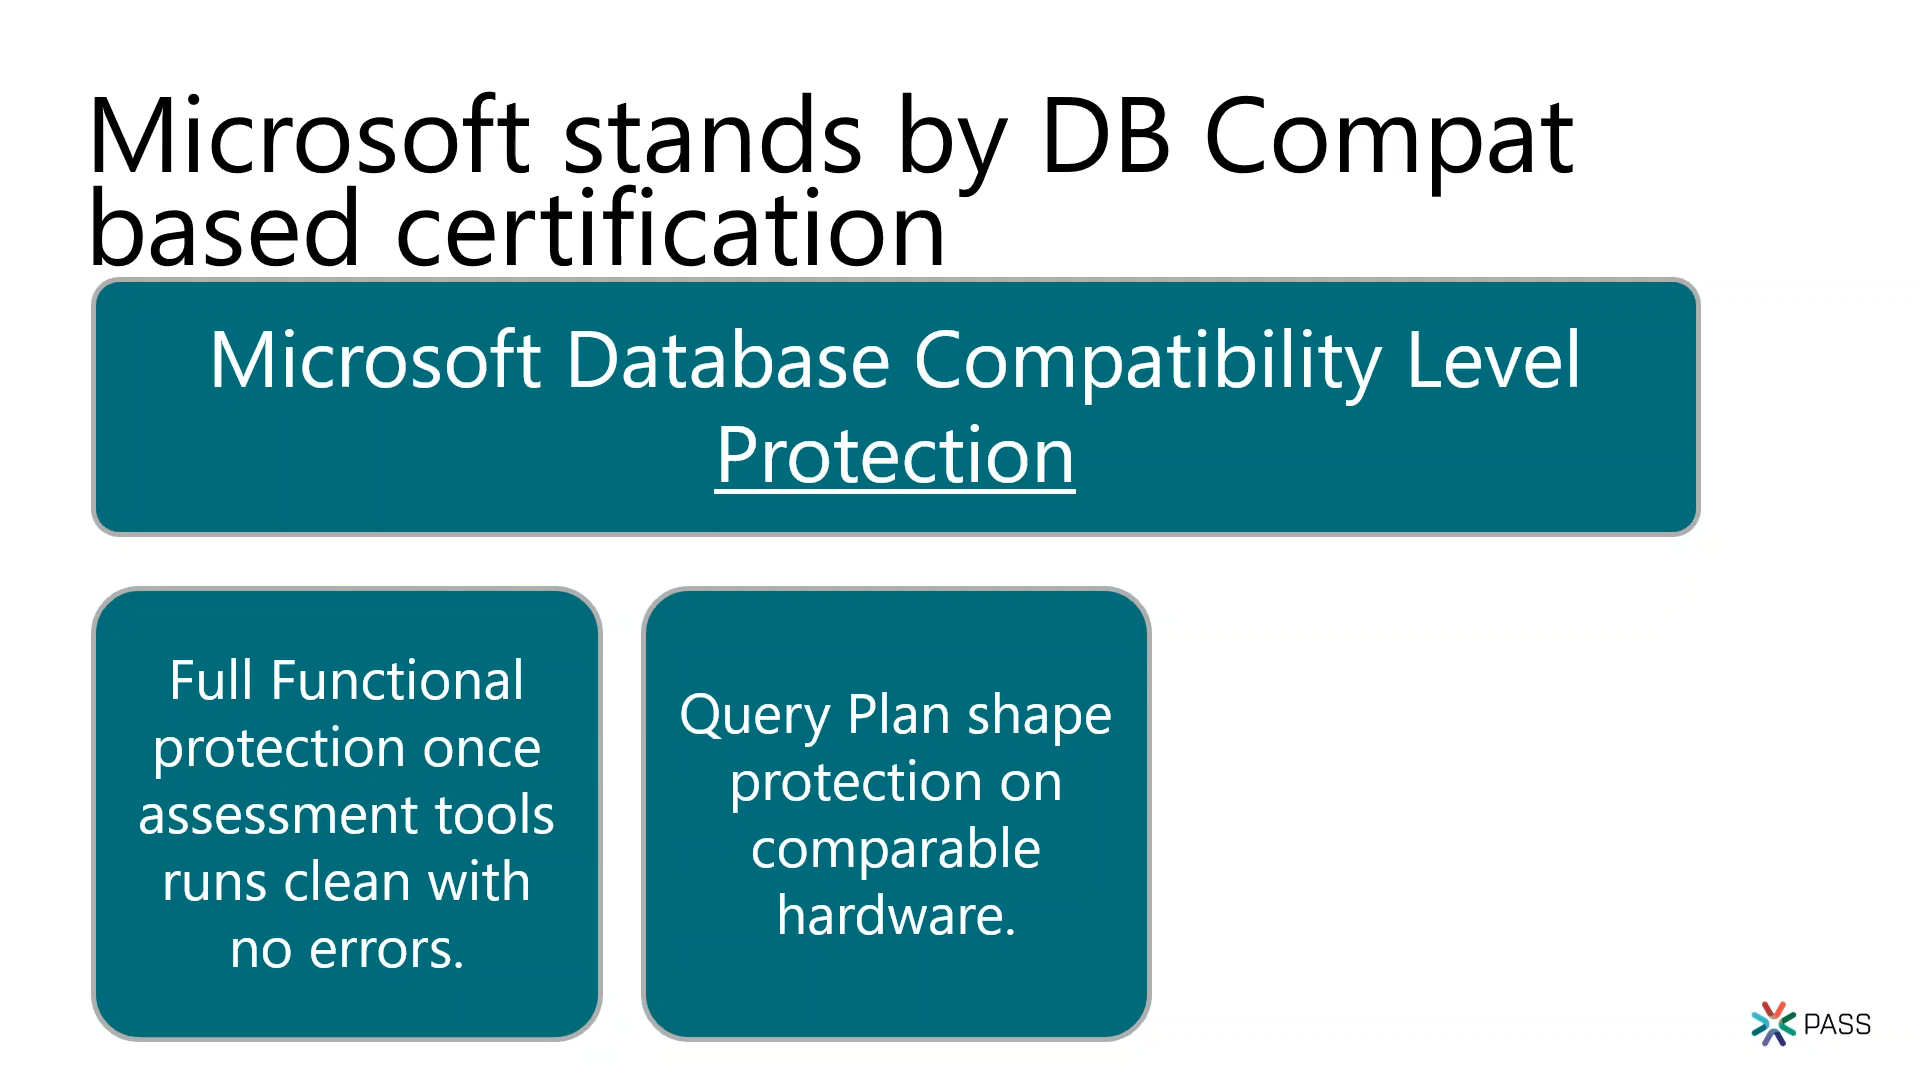 Microsoft stands by DB Compat
based certification
Microsoft Database Compatibility Level
Protection
Full Functional
protection once
assessment tools
runs clean with
no errors.
Query Plan shape
protection on
comparable
hardware.
PASS